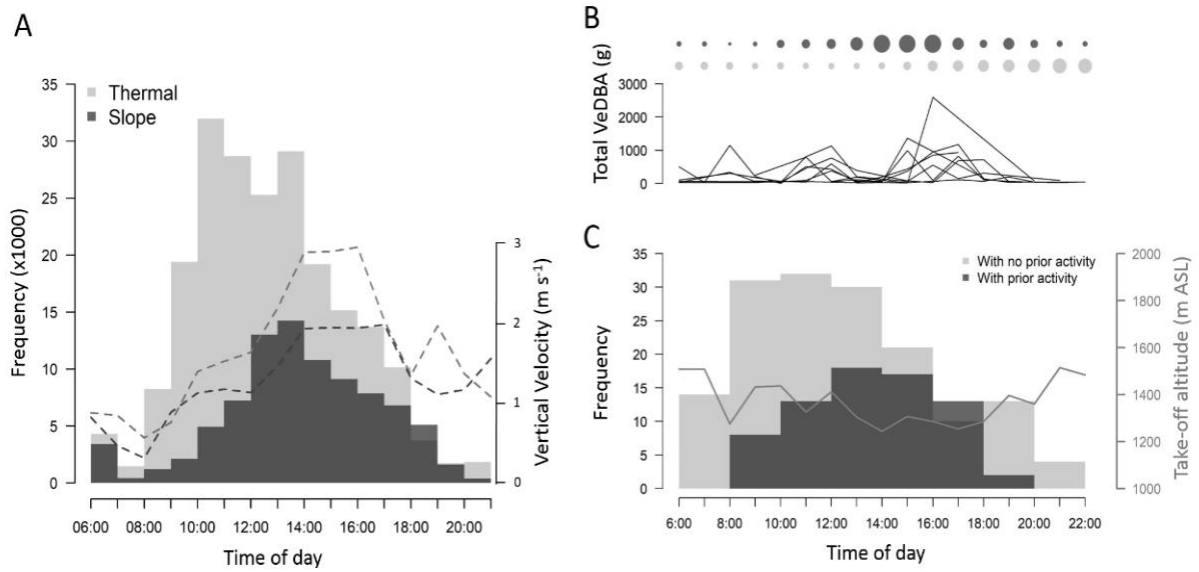 A
35
30
25
20
15
10
5
0
Frequency (x1000)
Thermal
Slope
3
2
1
0
Vertical Velocity (m s-1)
06:00 08:00 10:00 12:00 14:00 16:00 18:00 20:00
Time of day
B
Total VeDBA (g)
3000
2000
1000
0
C
35
30
25
20
15
10
5
0
Frequency
With no prior activity
With prior activity
2000
1800
1600
1400
1200
1000
Take-off altitude (m ASL)
6:00 8:00 10:00 12:00 14:00 16:00 18:00 20:00 22:00
Time of day